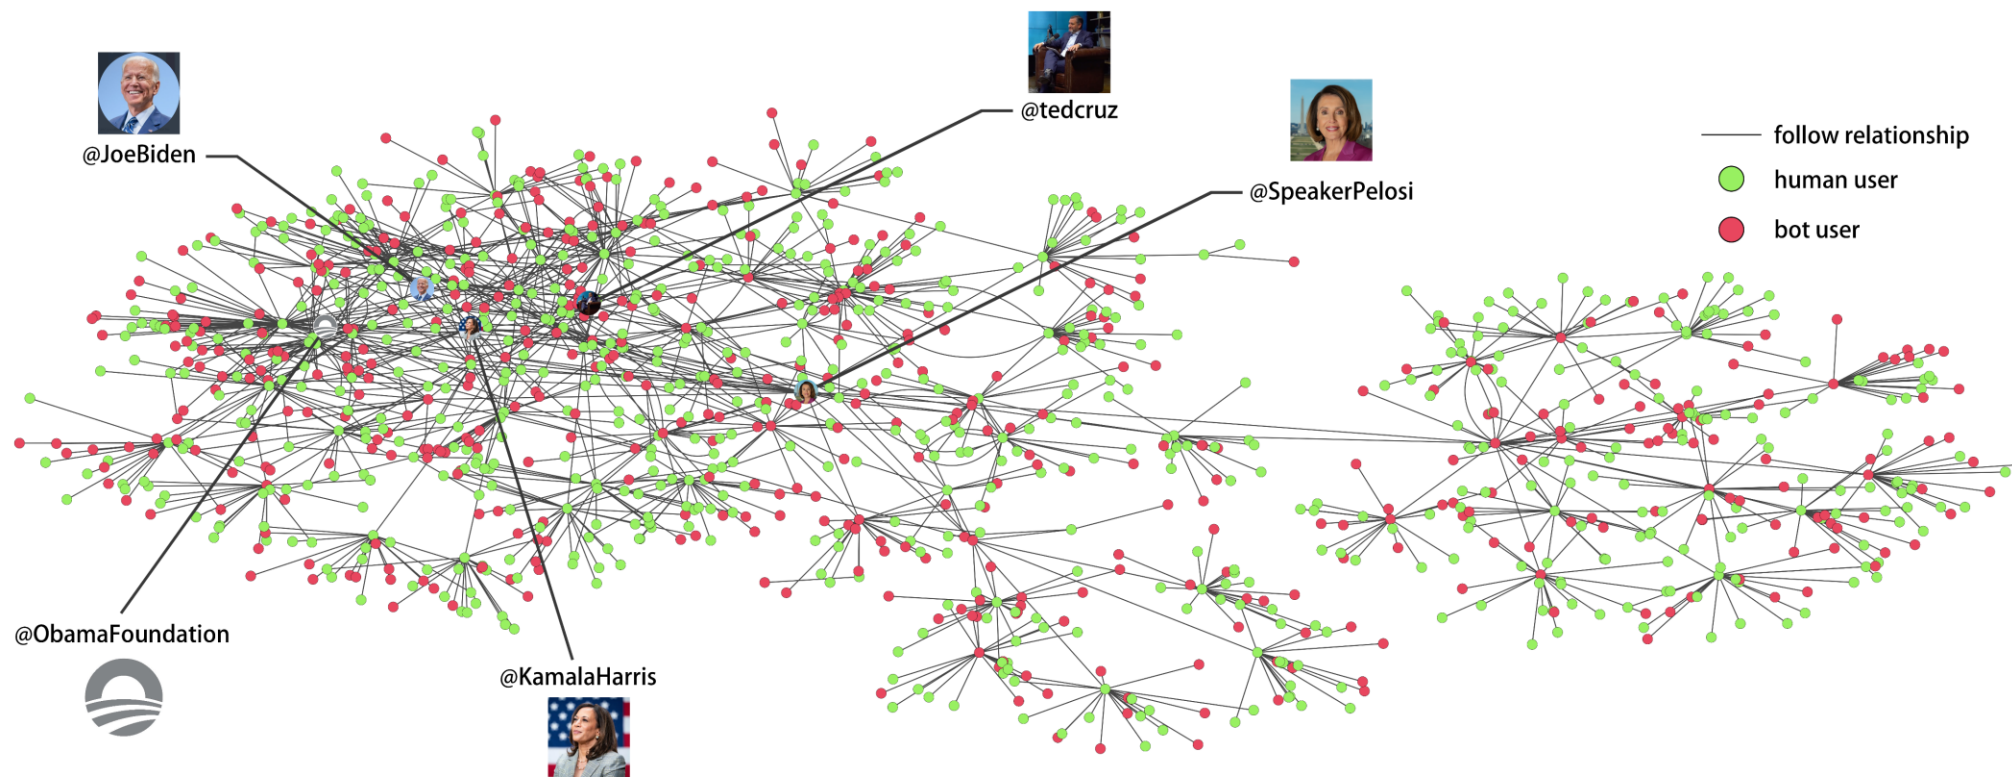 @JoeBiden
@tedcruz
@SpeakerPelosi
follow relationship
human user
bot user
@ObamaFoundation
@KamalaHarris